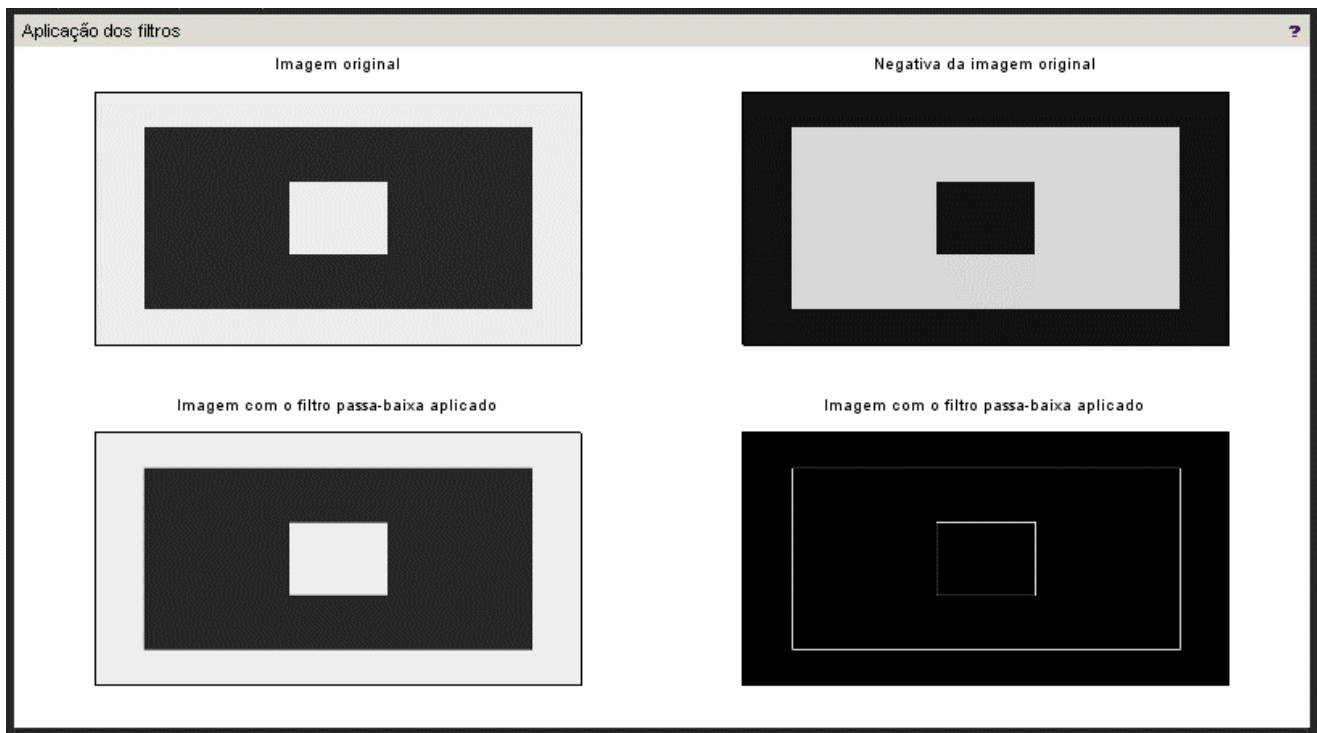 Aplicação dos filtros ?
Imagem original
Negativa da imagem original
Imagem com o filtro passa-baixa aplicado
Imagem com o filtro passa-baixa aplicado